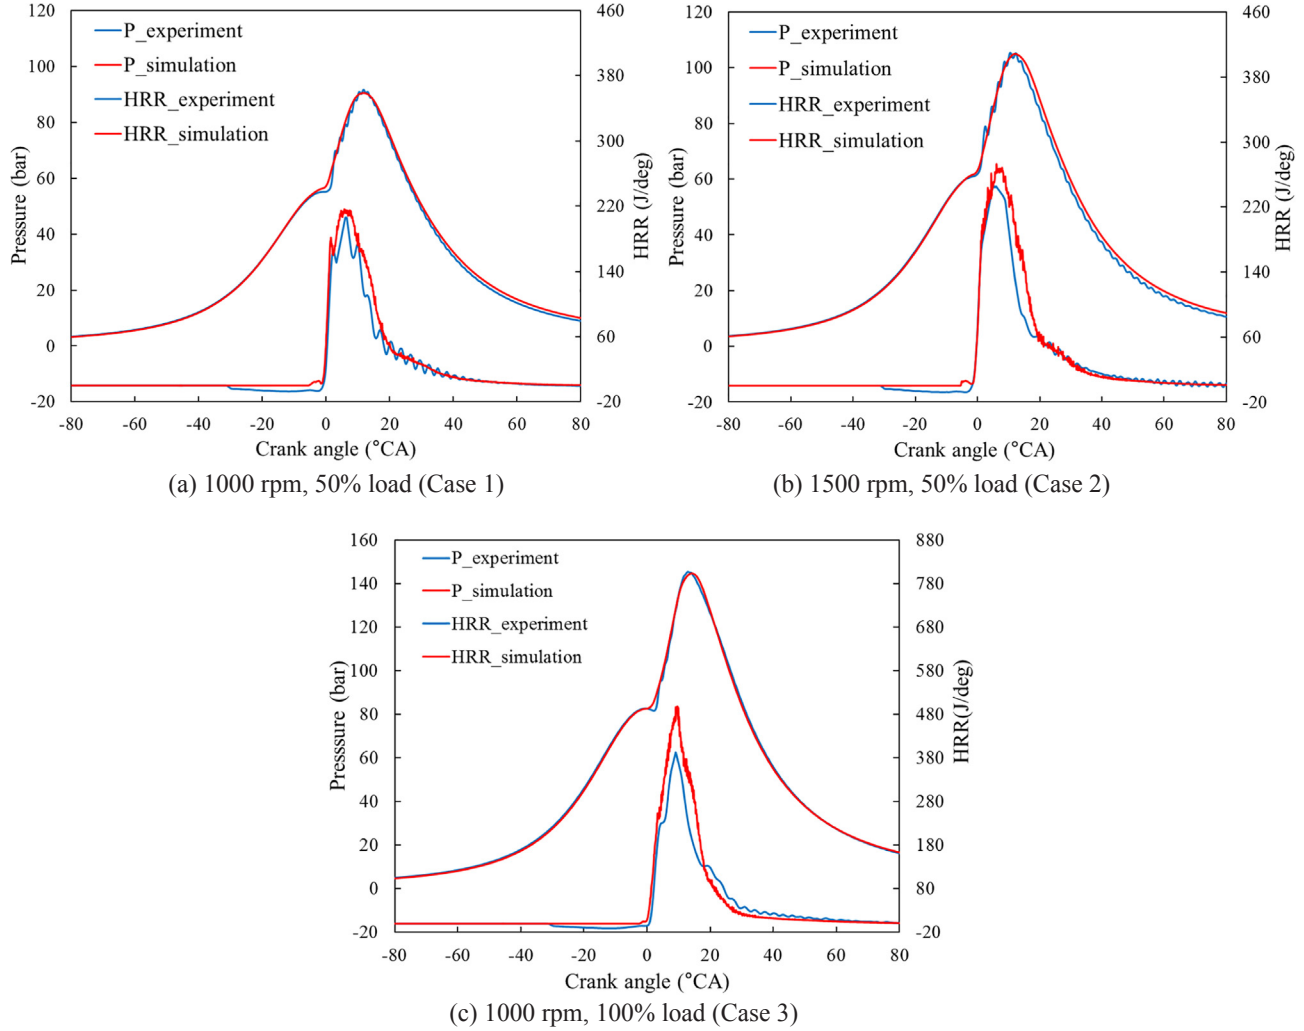 120
100
80
60
40
20
0
-20
Pressure (bar)
P_experiment
P_simulation
HRR_experiment
HRR_simulation
460
380
300
220
140
60
-20
HRR (J/deg)
-80 -60 -40 -20 0 20 40 60 80
Crank angle (°CA)
(a) 1000 rpm, 50% load (Case 1)
120
100
80
60
40
20
0
-20
Pressure (bar)
P_experiment
P_simulation
HRR_experiment
HRR_simulation
460
380
300
220
140
60
-20
HRR (J/deg)
-80 -60 -40 -20 0 20 40 60 80
Crank angle (°CA)
(b) 1500 rpm, 50% load (Case 2)
160
140
120
100
80
60
40
20
0
-20
Presssure (bar)
P_experiment
P_simulation
HRR_experiment
HRR_simulation
880
780
680
580
480
380
280
180
80
-20
HRR(J/deg)
-80 -60 -40 -20 0 20 40 60 80
Crank angle (°CA)
(c) 1000 rpm, 100% load (Case 3)